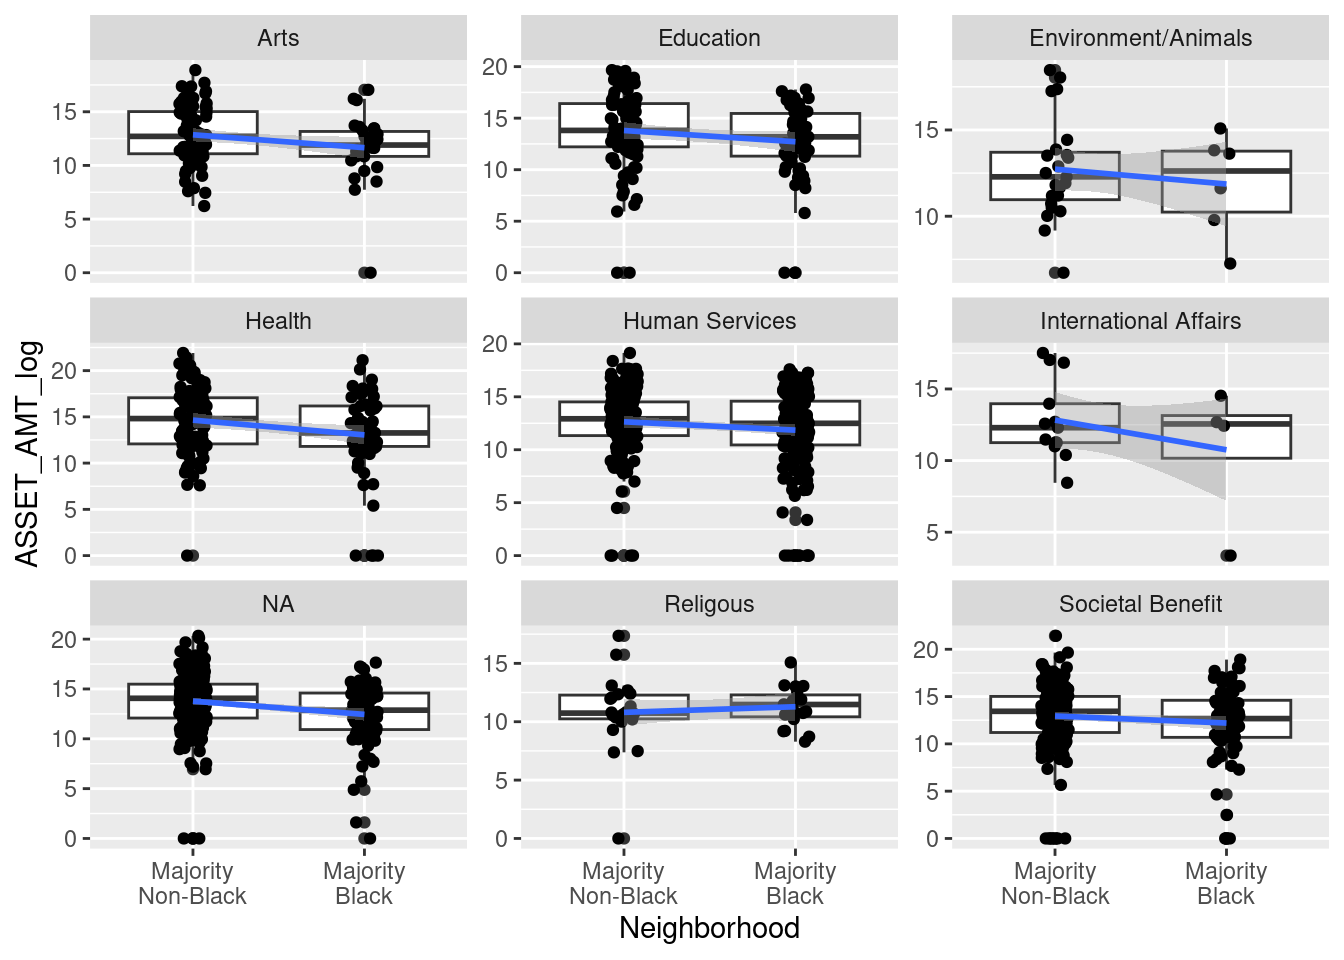 Arts
Education
Environment/Animals
15
10
5
0
20
15
10
5
0
15
10
Health
Human Services
International Affairs
20
15
10
5
0
20
15
10
5
0
15
10
5
NA
Religous
Societal Benefit
20
15
10
5
0
15
10
5
0
20
15
10
5
0
ASSET_AMT_log
Majority
Non-Black
Majority
Black
Majority
Non-Black
Majority
Black
Majority
Non-Black
Majority
Black
Neighborhood